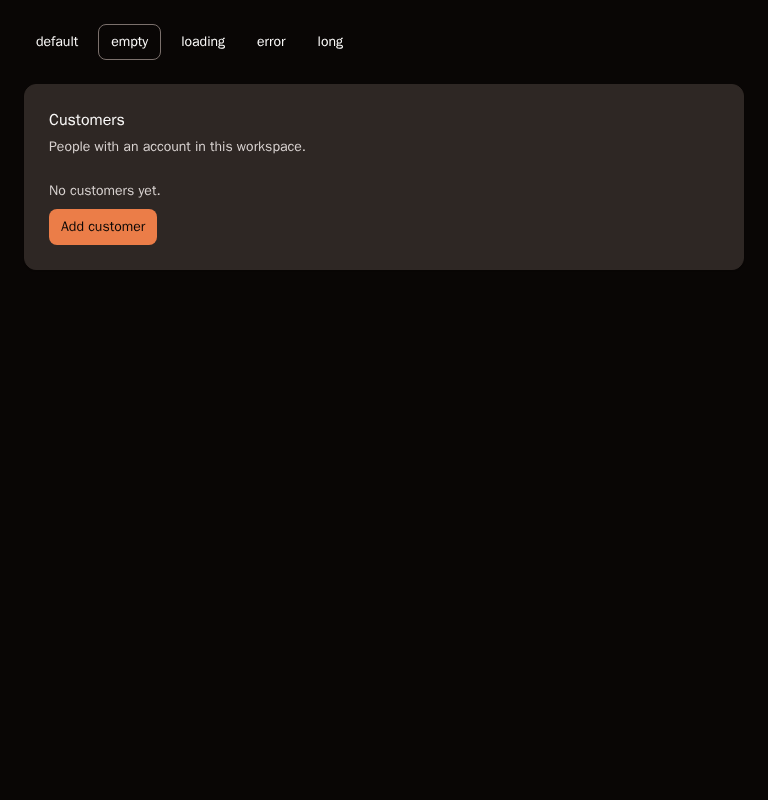 default empty loading error long
Customers
People with an account in this workspace.
No customers yet.
Add customer